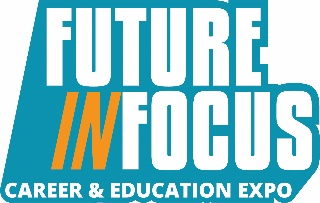 FUTURE
IN FOCUS
CAREER & EDUCATION EXPO